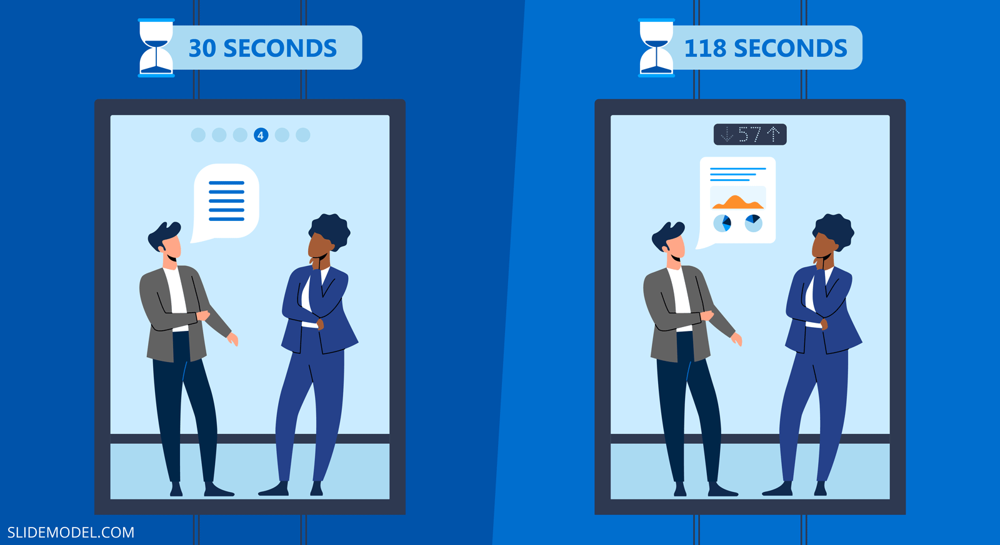 30 SECONDS
118 SECONDS
4
↓57↑
SLIDEMODEL.COM